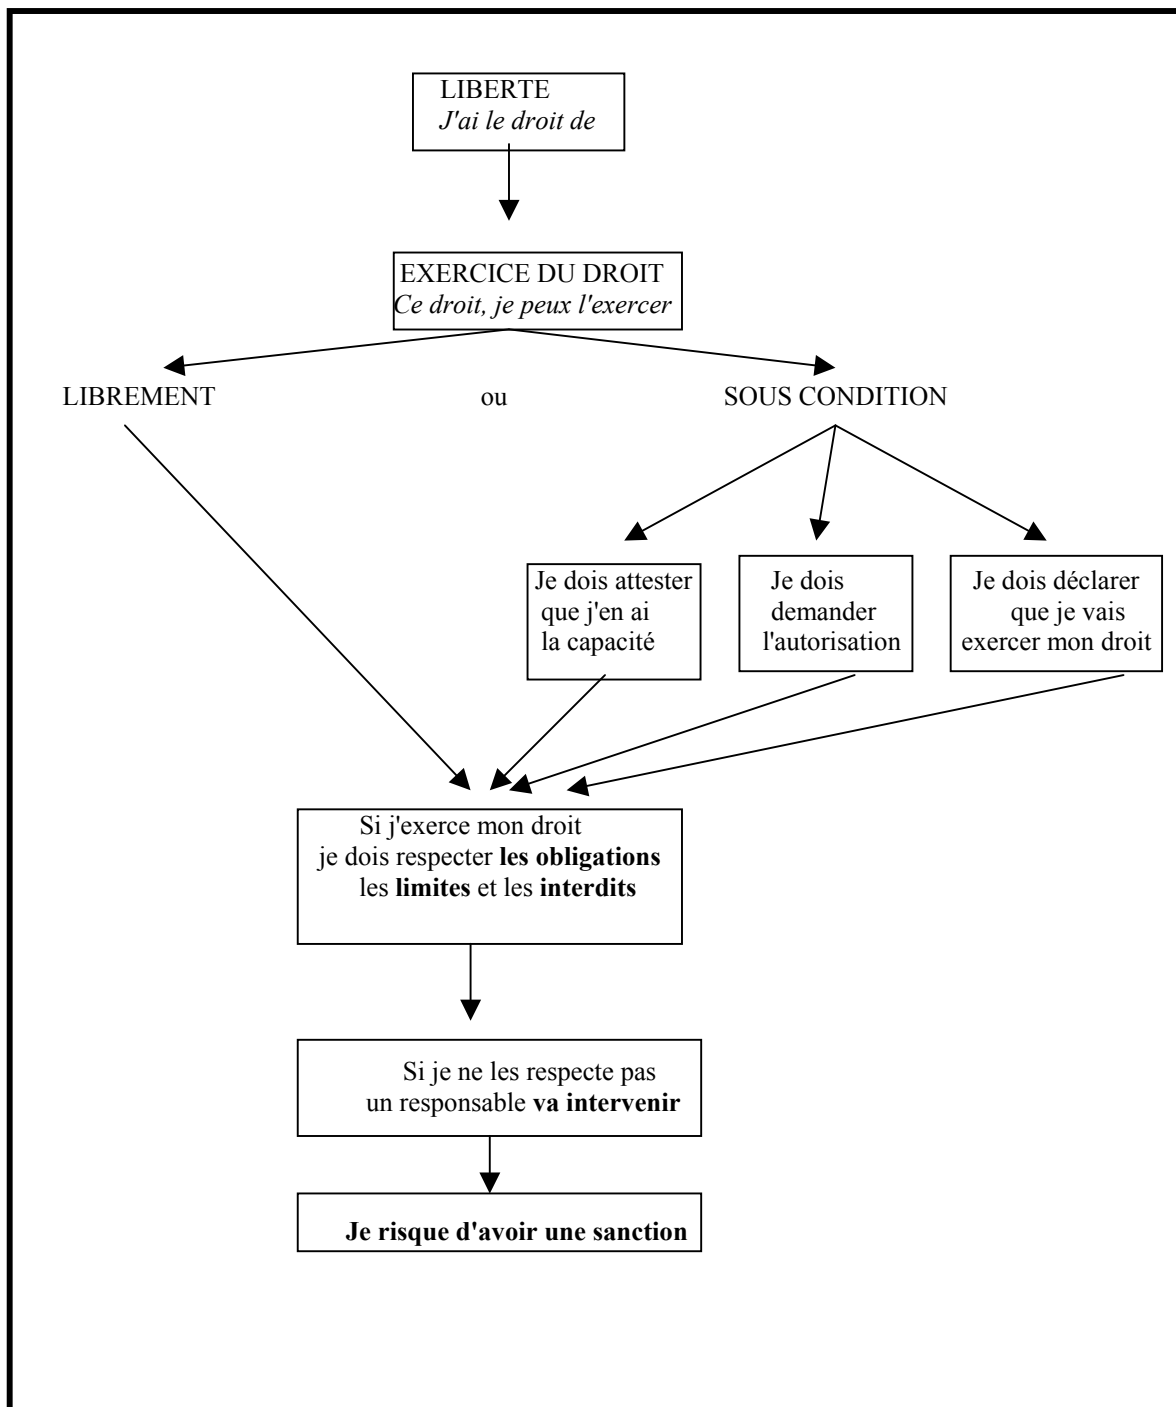 LIBERTE
J'ai le droit de
EXERCICE DU DROIT
Ce droit, je peux l'exercer
LIBREMENT
ou
SOUS CONDITION
Je dois attester
que j'en ai
la capacité
Je dois
demander
l'autorisation
Je dois déclarer
que je vais
exercer mon droit
Si j'exerce mon droit
je dois respecter les obligations
les limites et les interdits
Si je ne les respecte pas
un responsable va intervenir
Je risque d'avoir une sanction